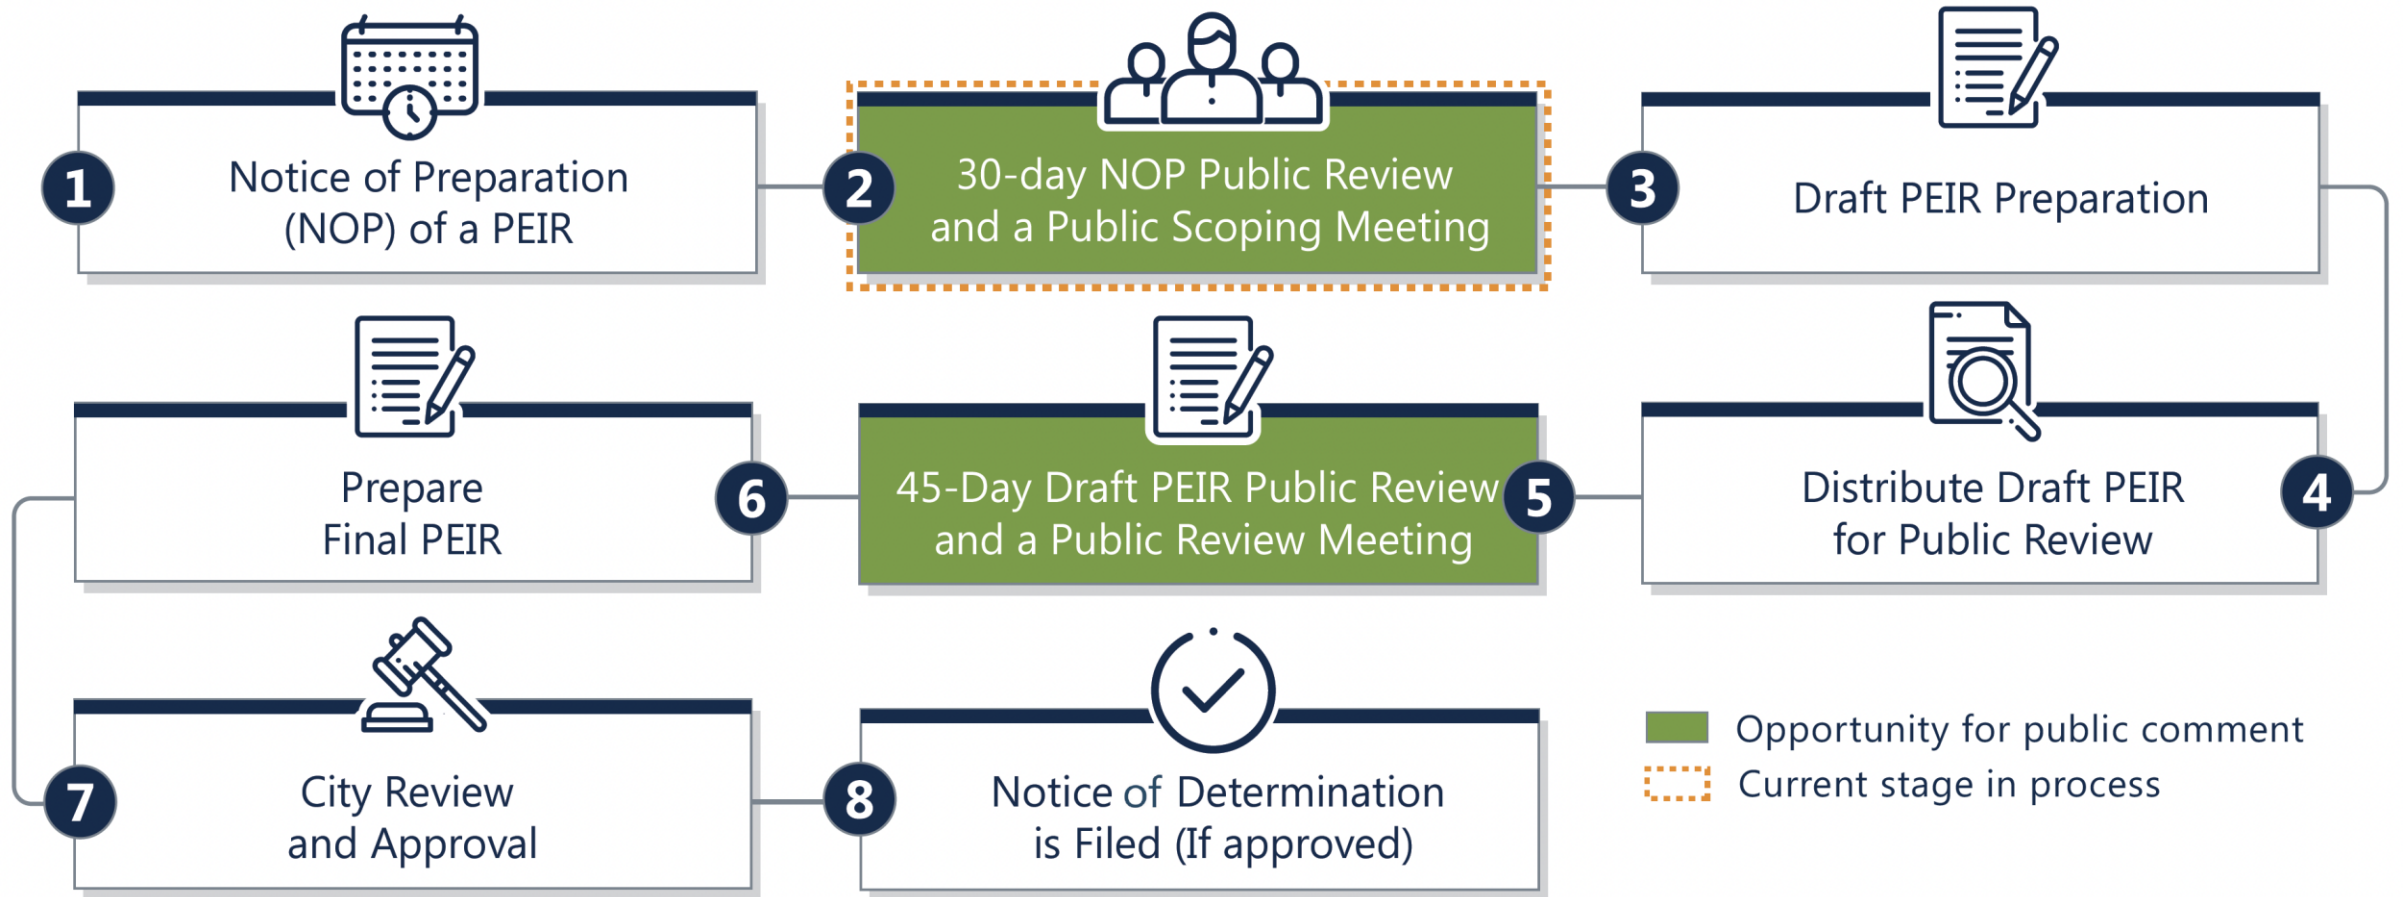 1
Notice of Preparation
(NOP) of a PEIR
2
30-day NOP Public Review
and a Public Scoping Meeting
3
Draft PEIR Preparation
4
Distribute Draft PEIR
for Public Review
5
45-Day Draft PEIR Public Review
and a Public Review Meeting
6
Prepare
Final PEIR
7
City Review
and Approval
8
Notice of Determination
is Filed (If approved)
Opportunity for public comment
Current stage in process